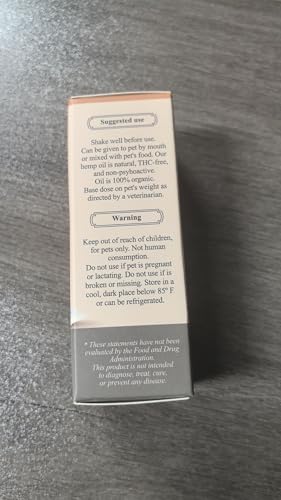 Suggested use
Shake well before use.
Can be given to pet by mouth
or mixed with pet's food. Our
hemp oil is natural, THC-free,
and non-psyhoactive.
Oil is 100% organic.
Base dose on pet's weight as
directed by a veterinarian.
Warning
Keep out of reach of children,
for pets only. Not human
consumption.
Do not use if pet is pregnant
or lactating. Do not use if is
broken or missing. Store in a
cool, dark place below 85° F
or can be refrigerated.
* These statements have not been
evaluated by the Food and Drug
Administration.
This product is not intended
to diagnose, treat, cure,
or prevent any disease.